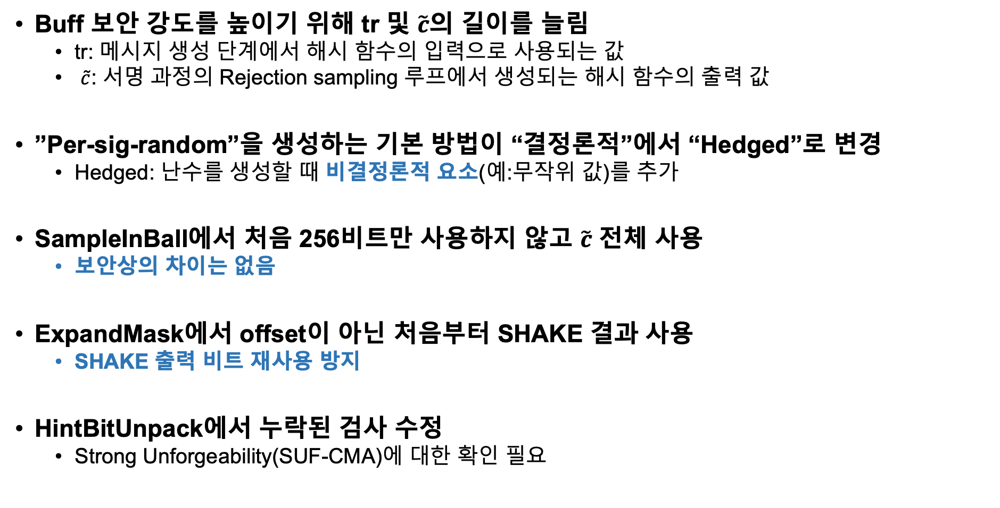 • Buff 보안 강도를 높이기 위해 tr 및 c̃의 길이를 늘림
• tr: 메시지 생성 단계에서 해시 함수의 입력으로 사용되는 값
• c̃: 서명 과정의 Rejection sampling 루프에서 생성되는 해시 함수의 출력 값
• ”Per-sig-random”을 생성하는 기본 방법이 “결정론적”에서 “Hedged”로 변경
• Hedged: 난수를 생성할 때 비결정론적 요소(예:무작위 값)를 추가
• SampleInBall에서 처음 256비트만 사용하지 않고 c̃ 전체 사용
• 보안상의 차이는 없음
• ExpandMask에서 offset이 아닌 처음부터 SHAKE 결과 사용
• SHAKE 출력 비트 재사용 방지
• HintBitUnpack에서 누락된 검사 수정
• Strong Unforgeability(SUF-CMA)에 대한 확인 필요